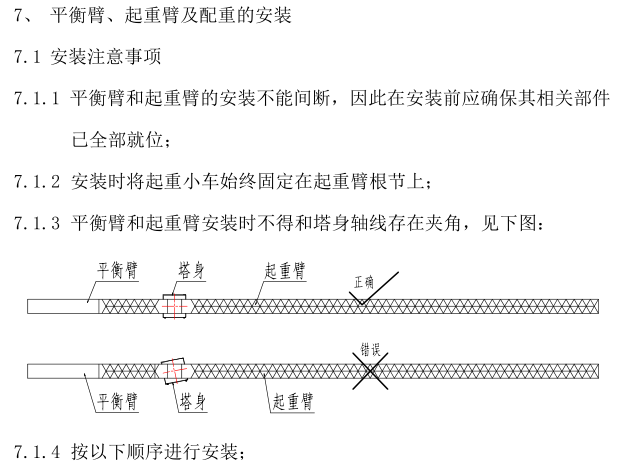 7、 平衡臂、起重臂及配重的安装
7.1 安装注意事项
7.1.1 平衡臂和起重臂的安装不能间断，因此在安装前应确保其相关部件
已全部就位；
7.1.2 安装时将起重小车始终固定在起重臂根节上；
7.1.3 平衡臂和起重臂安装时不得和塔身轴线存在夹角，见下图：
平衡臂 塔身 起重臂 正确
错误
平衡臂 塔身 起重臂
7.1.4 按以下顺序进行安装；